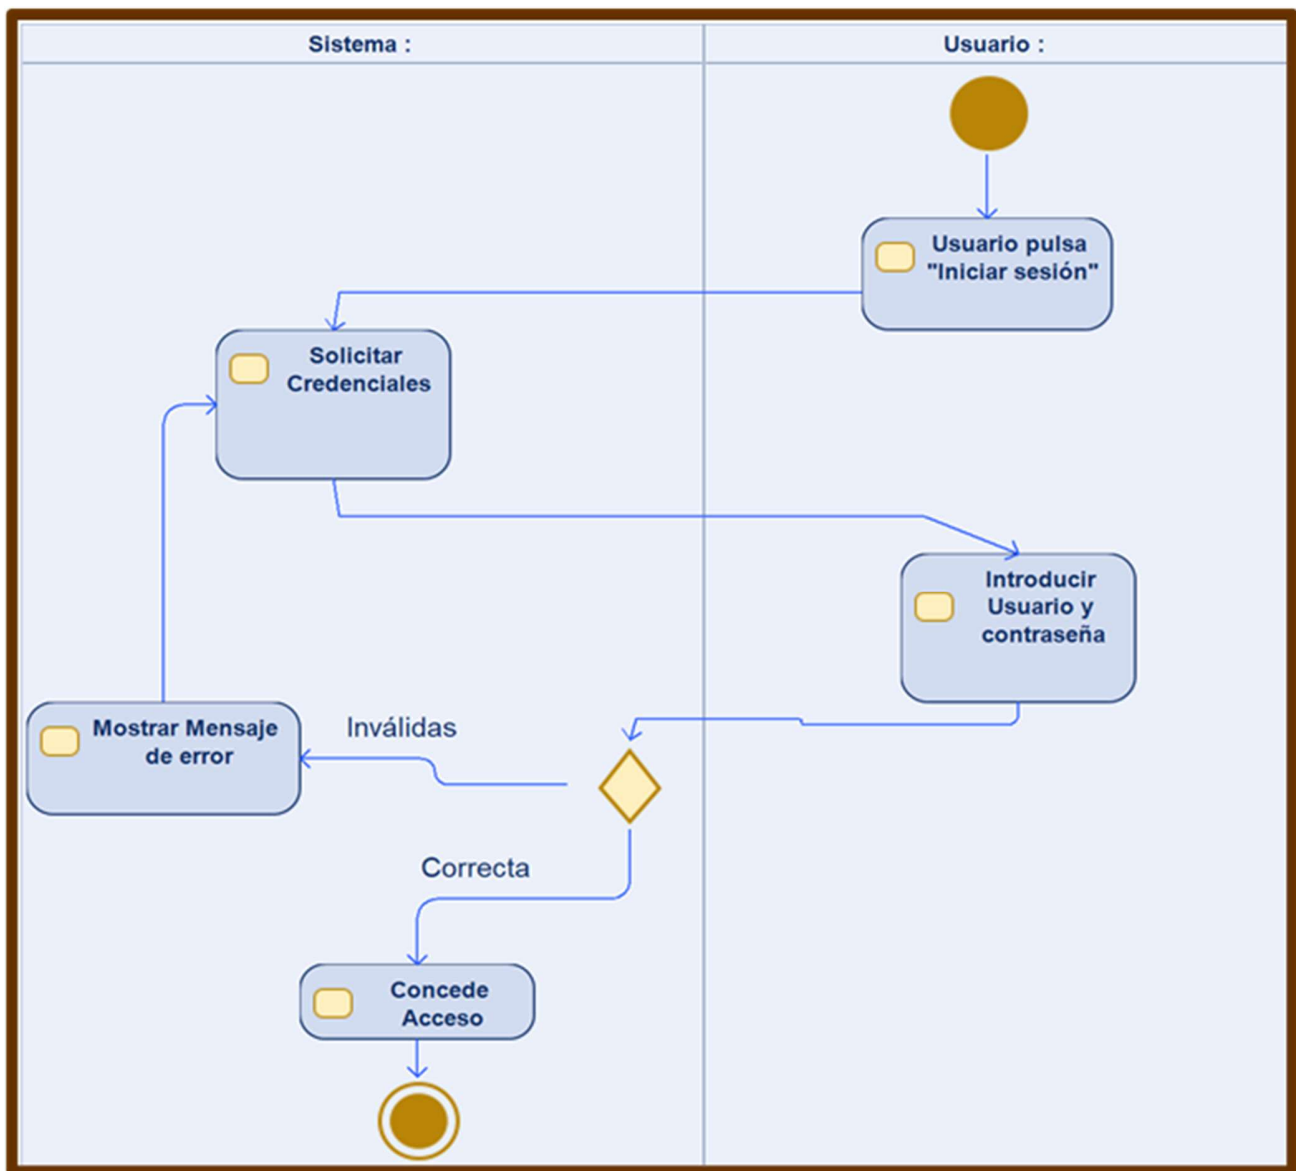 Sistema :
Usuario :
Usuario pulsa
"Iniciar sesión"
Solicitar
Credenciales
Introducir
Usuario y
contraseña
Mostrar Mensaje
de error
Inválidas
Correcta
Concede
Acceso